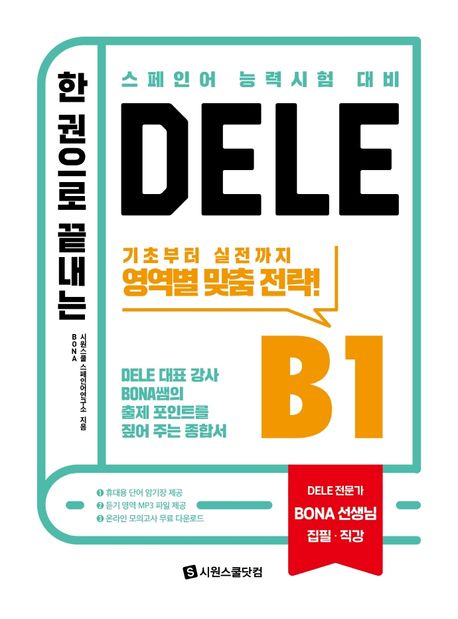 한 권으로 끝내는
시원스쿨 스페인어연구소 지음
BONA
스페인어 능력시험 대비
DELE
기초부터 실전까지
영역별 맞춤 전략!
B1
DELE 대표 강사
BONA쌤의
출제 포인트를
짚어 주는 종합서
1 휴대용 단어 암기장 제공
2 듣기 영역 MP3 파일 제공
3 온라인 모의고사 무료 다운로드
DELE 전문가
BONA 선생님
집필 · 직강
S 시원스쿨닷컴